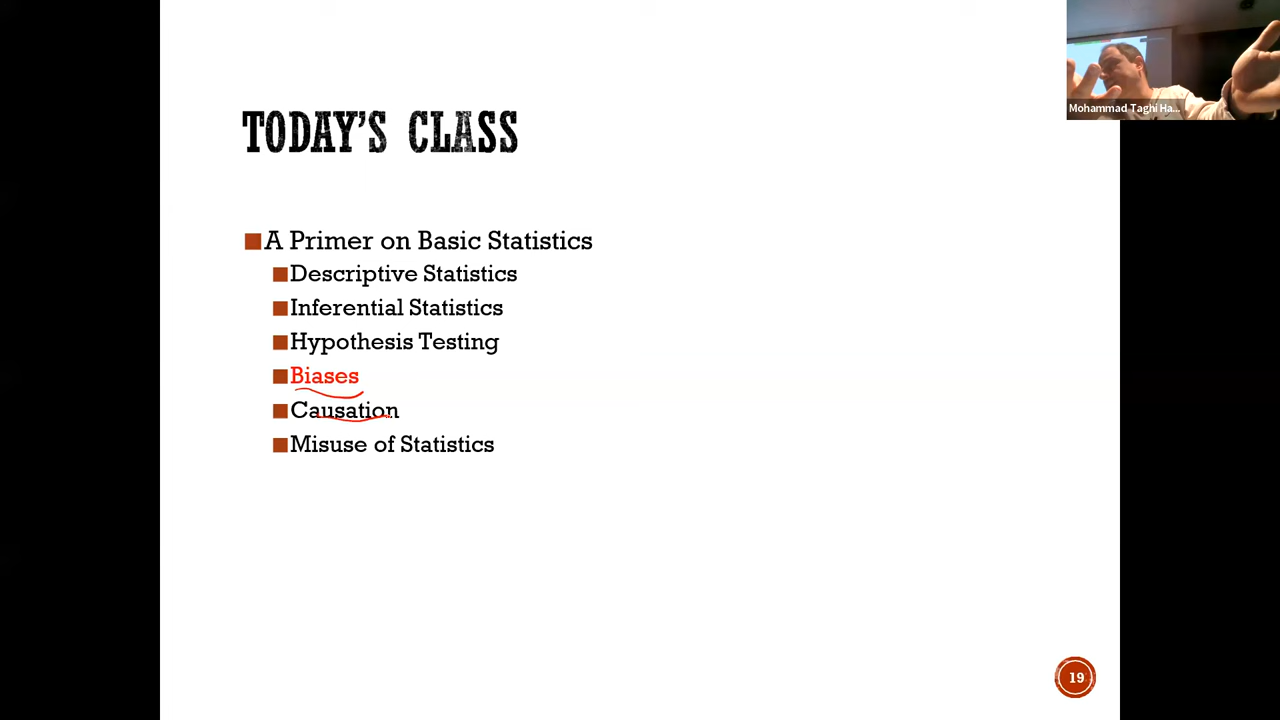 Mohammad Taghi Ha...
TODAY'S CLASS
A Primer on Basic Statistics
Descriptive Statistics
Inferential Statistics
Hypothesis Testing
Biases
Causation
Misuse of Statistics
19